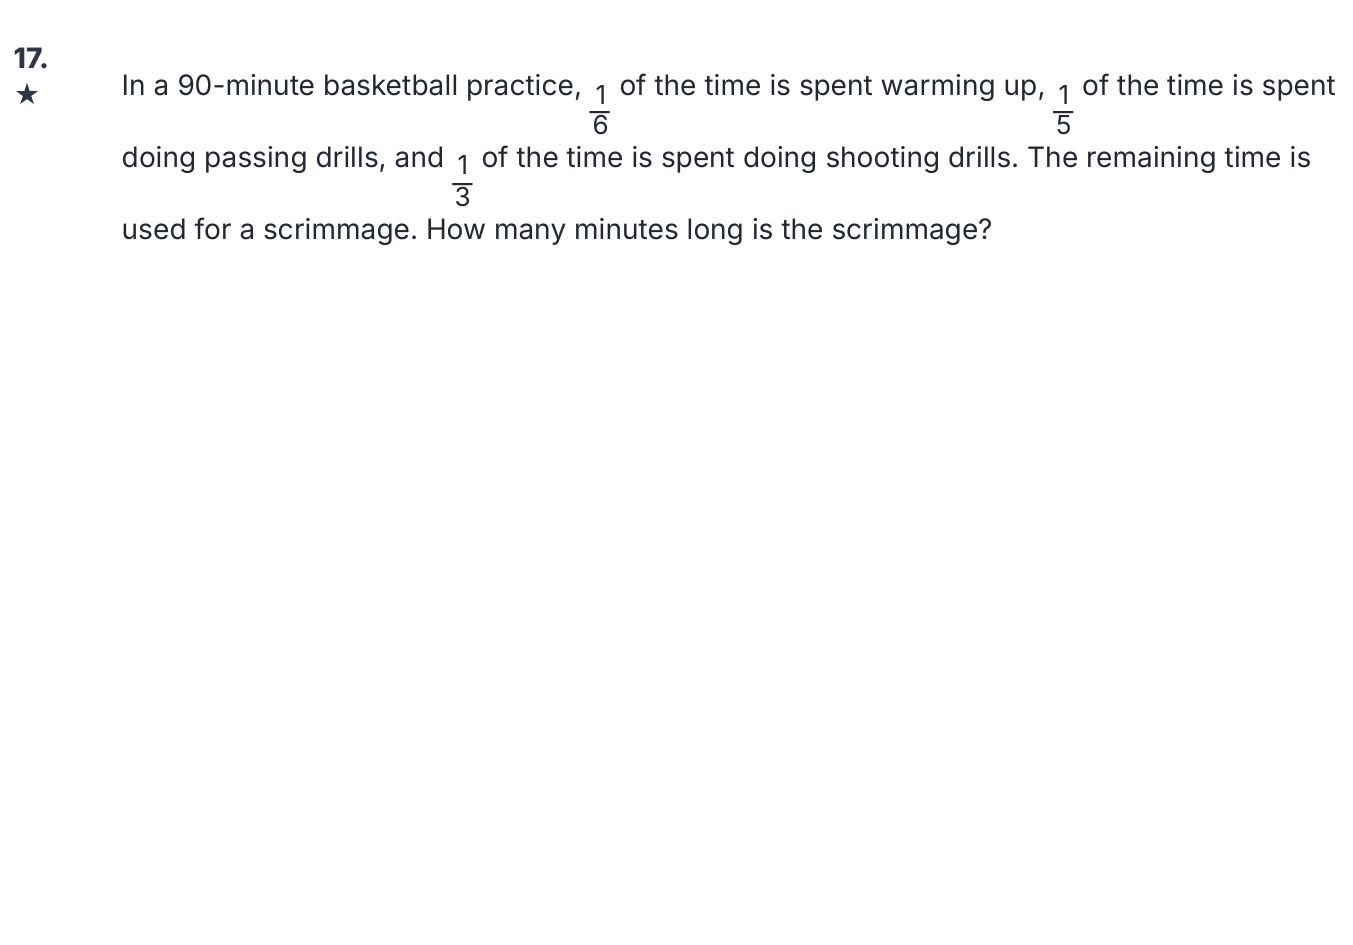 17.
★
In a 90-minute basketball practice, 1/6 of the time is spent warming up, 1/5 of the time is spent
doing passing drills, and 1/3 of the time is spent doing shooting drills. The remaining time is
used for a scrimmage. How many minutes long is the scrimmage?